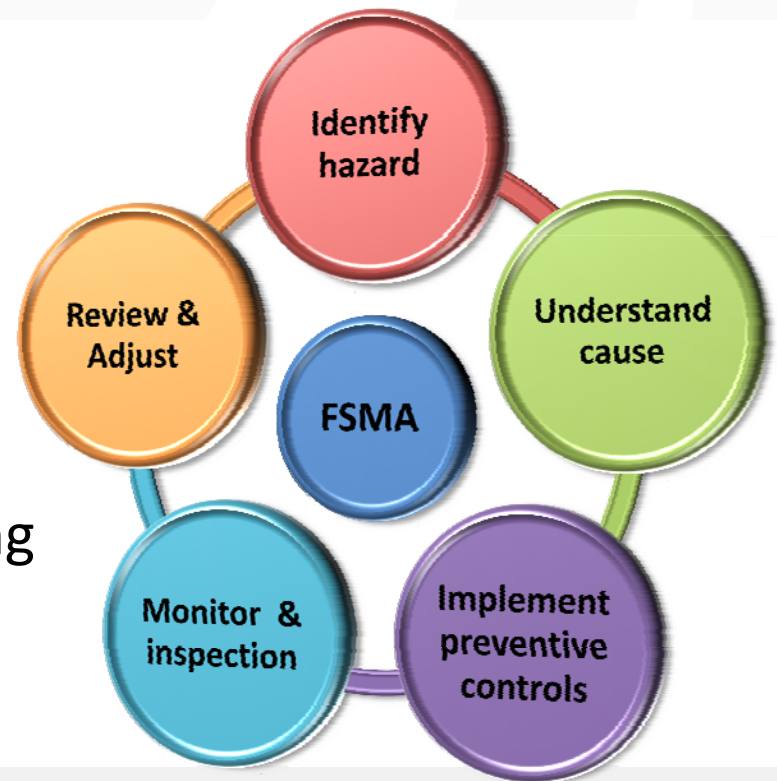 Identify
hazard
Understand
cause
Implement
preventive
controls
Monitor &
inspection
Review &
Adjust
FSMA